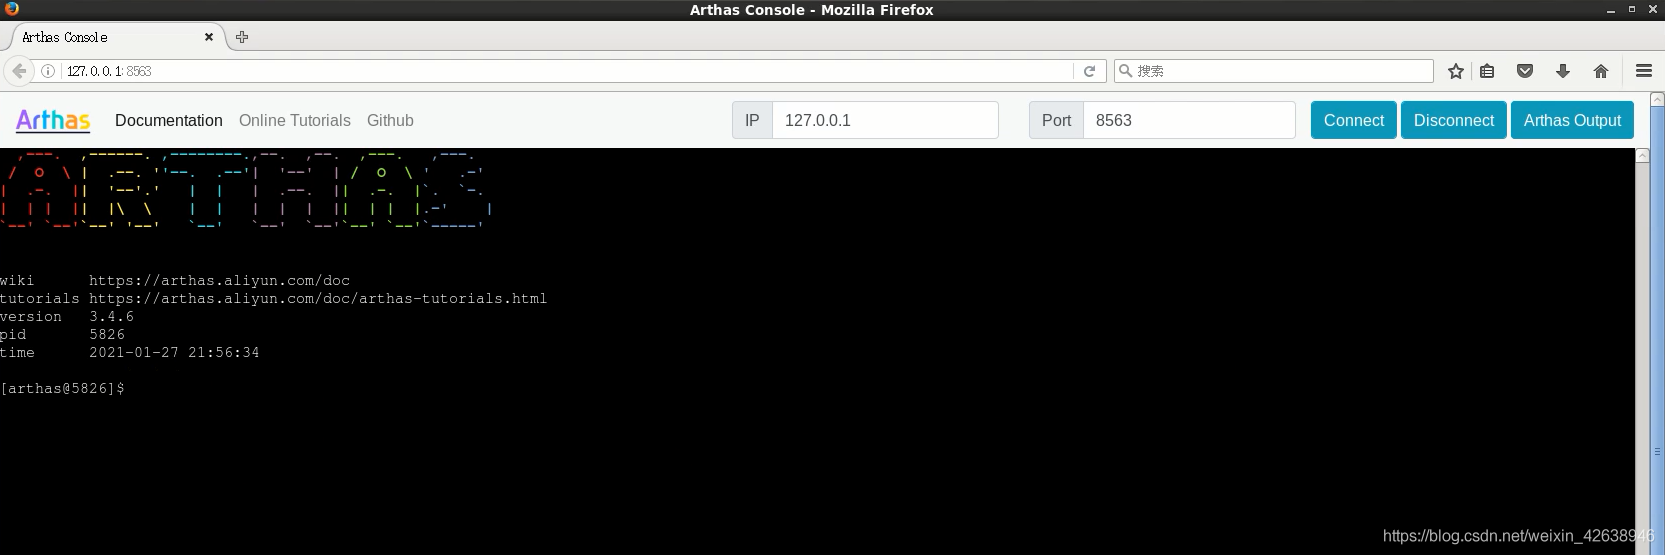 Arthas Console - Mozilla Firefox
Arthas Console
127.0.0.1:8563
搜索
Arthas Documentation Online Tutorials Github IP 127.0.0.1 Port 8563 Connect Disconnect Arthas Output
ARTHAS
wiki https://arthas.aliyun.com/doc
tutorials https://arthas.aliyun.com/doc/arthas-tutorials.html
version 3.4.6
pid 5826
time 2021-01-27 21:56:34
[arthas@5826]$
https://blog.csdn.net/weixin_42638946